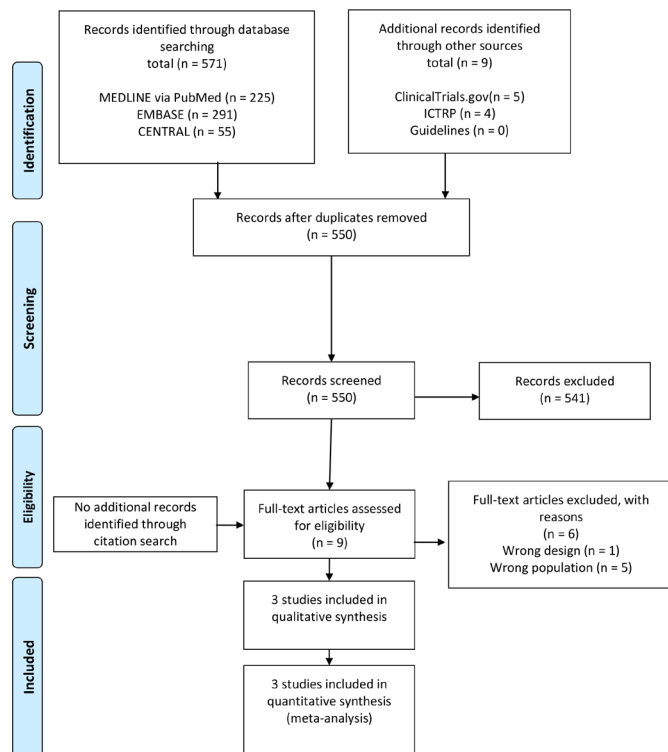 Identification
Records identified through database
searching
total (n = 571)
MEDLINE via PubMed (n = 225)
EMBASE (n = 291)
CENTRAL (n = 55)
Additional records identified
through other sources
total (n = 9)
ClinicalTrials.gov(n = 5)
ICTRP (n = 4)
Guidelines (n = 0)
Records after duplicates removed
(n = 550)
Screening
Records screened
(n = 550)
Records excluded
(n = 541)
Eligibility
No additional records
identified through
citation search
Full-text articles assessed
for eligibility
(n = 9)
Full-text articles excluded, with
reasons
(n = 6)
Wrong design (n = 1)
Wrong population (n = 5)
Included
3 studies included in
qualitative synthesis
3 studies included in
quantitative synthesis
(meta-analysis)